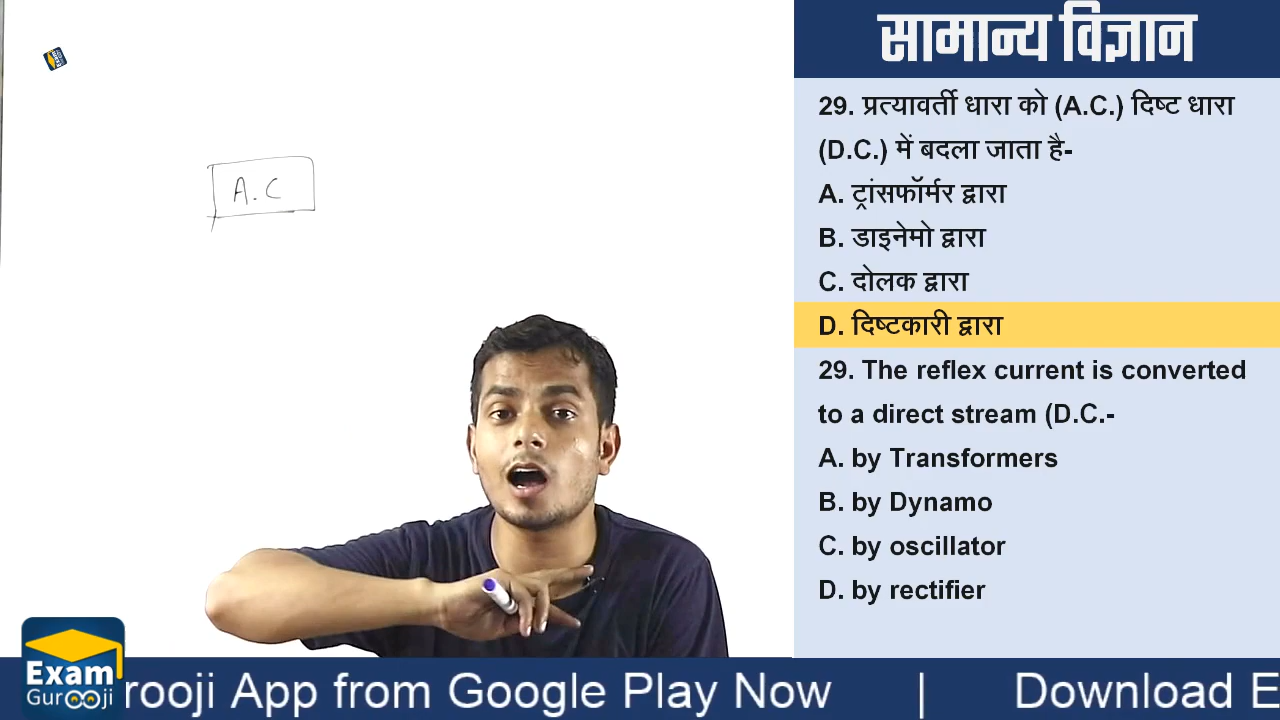 सामान्य विज्ञान
A.C
29. प्रत्यावर्ती धारा को (A.C.) दिष्ट धारा
(D.C.) में बदला जाता है-
A. ट्रांसफॉर्मर द्वारा
B. डाइनेमो द्वारा
C. दोलक द्वारा
D. दिष्टकारी द्वारा
29. The reflex current is converted
to a direct stream (D.C.-
A. by Transformers
B. by Dynamo
C. by oscillator
D. by rectifier
Exam
Gurooji
rooji App from Google Play Now | Download E